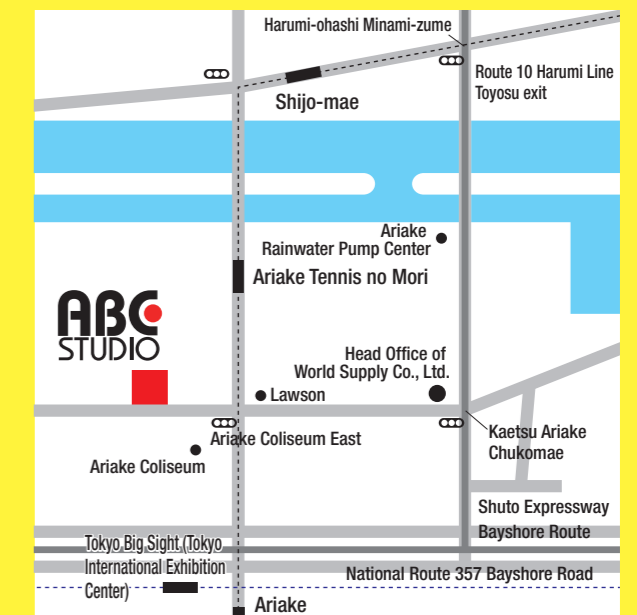 Harumi-ohashi Minami-zume
Route 10 Harumi Line
Toyosu exit
Shijo-mae
Ariake
Rainwater Pump Center
Ariake Tennis no Mori
ABC
STUDIO
Head Office of
World Supply Co., Ltd.
Lawson
Ariake Coliseum East
Kaetsu Ariake
Chukomae
Ariake Coliseum
Shuto Expressway
Bayshore Route
Tokyo Big Sight (Tokyo
International Exhibition
Center)
National Route 357 Bayshore Road
Ariake